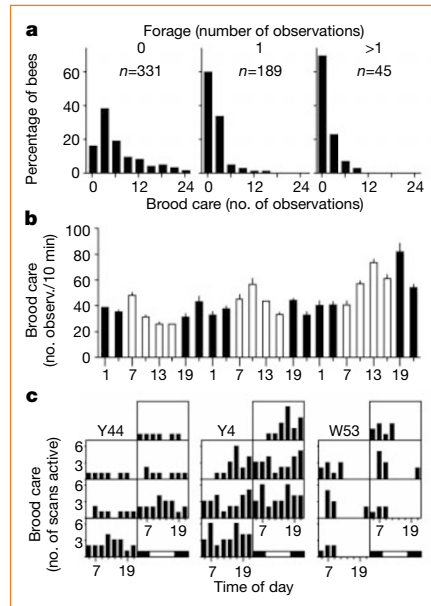 a
Forage (number of observations)
0 1 >1
n=331 n=189 n=45
Percentage of bees
60
40
20
0
0 12 24 0 12 24 0 12 24
Brood care (no. of observations)
b
Brood care
(no. observ./10 min)
100
80
60
40
20
0
1 7 13 19 1 7 13 19 1 7 13 19
c
Y44 Y4 W53
Brood care
(no. of scans active)
6
3
6
3
6
3
6
3
6
3
6
3
7 19 7 19 7 19
7 19 7 19 7 19
Time of day